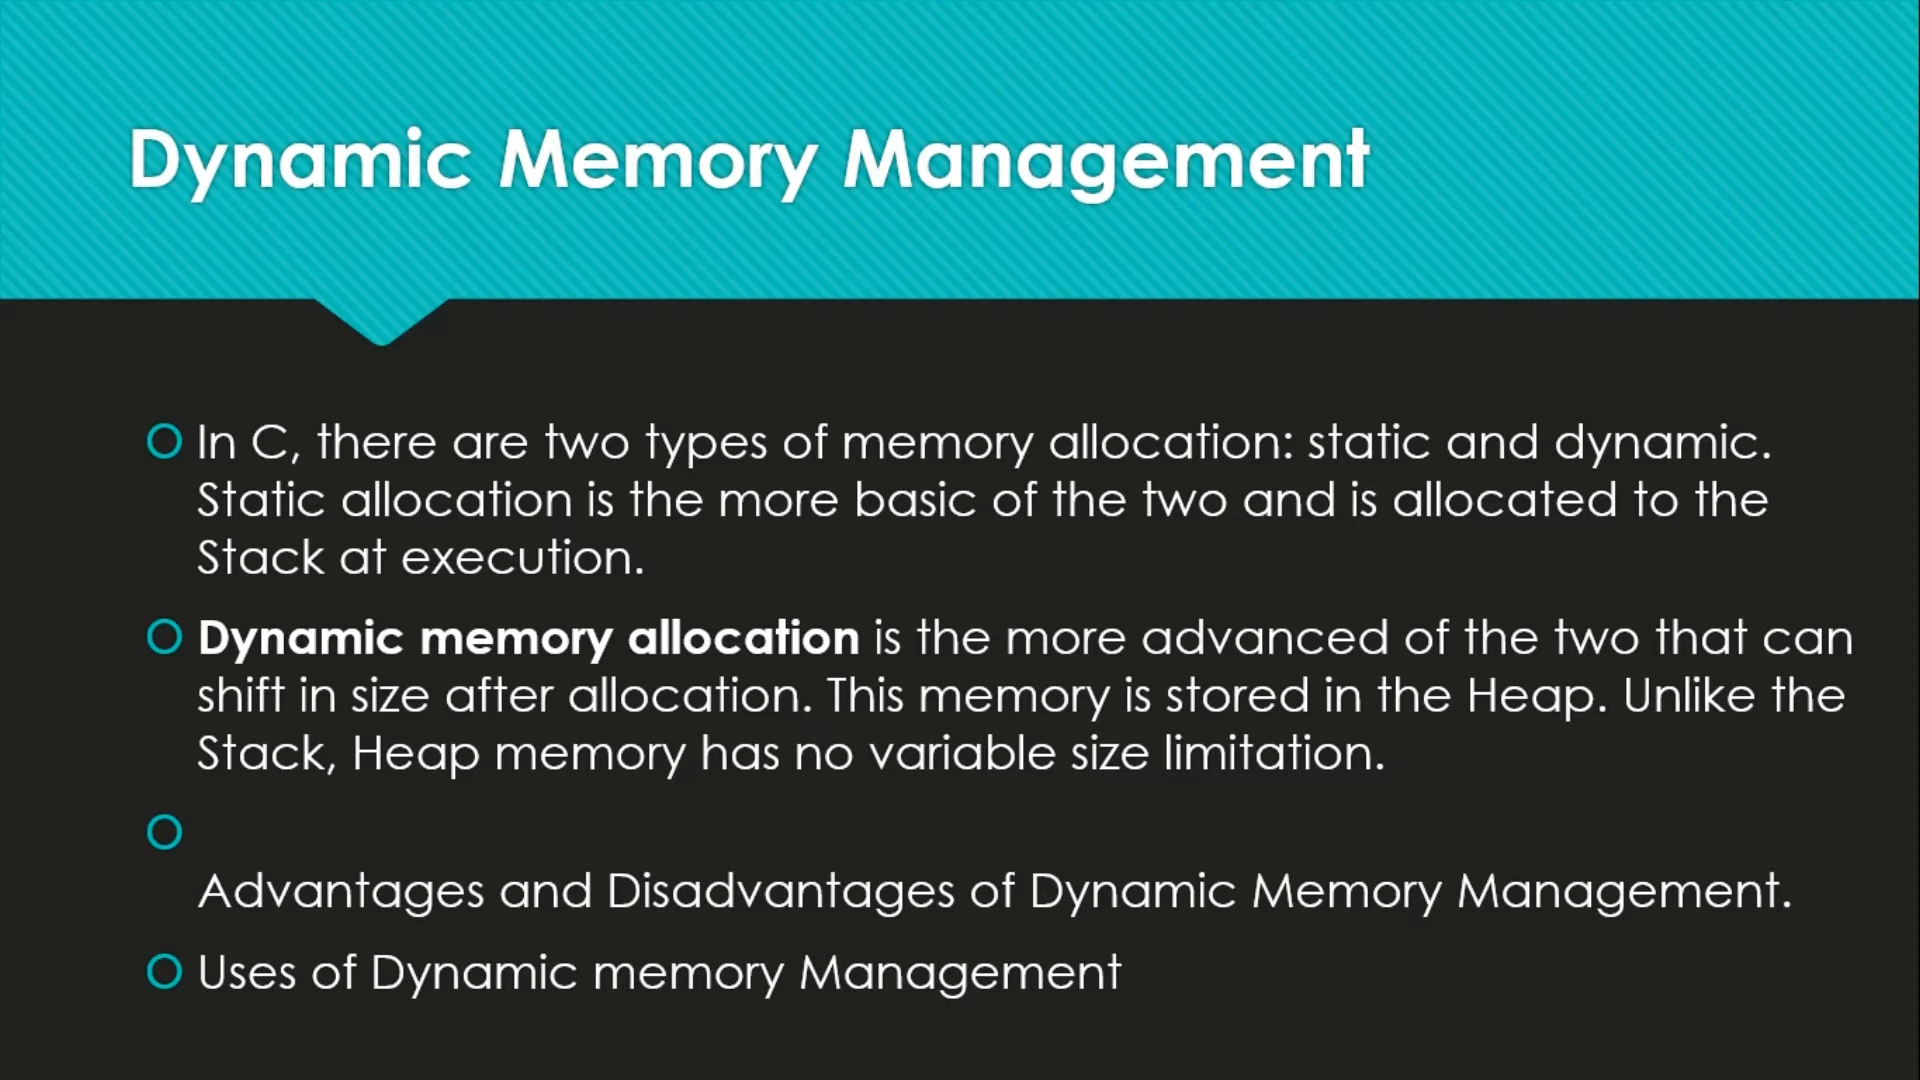 Dynamic Memory Management
In C, there are two types of memory allocation: static and dynamic.
Static allocation is the more basic of the two and is allocated to the
Stack at execution.
Dynamic memory allocation is the more advanced of the two that can
shift in size after allocation. This memory is stored in the Heap. Unlike the
Stack, Heap memory has no variable size limitation.
Advantages and Disadvantages of Dynamic Memory Management.
Uses of Dynamic memory Management